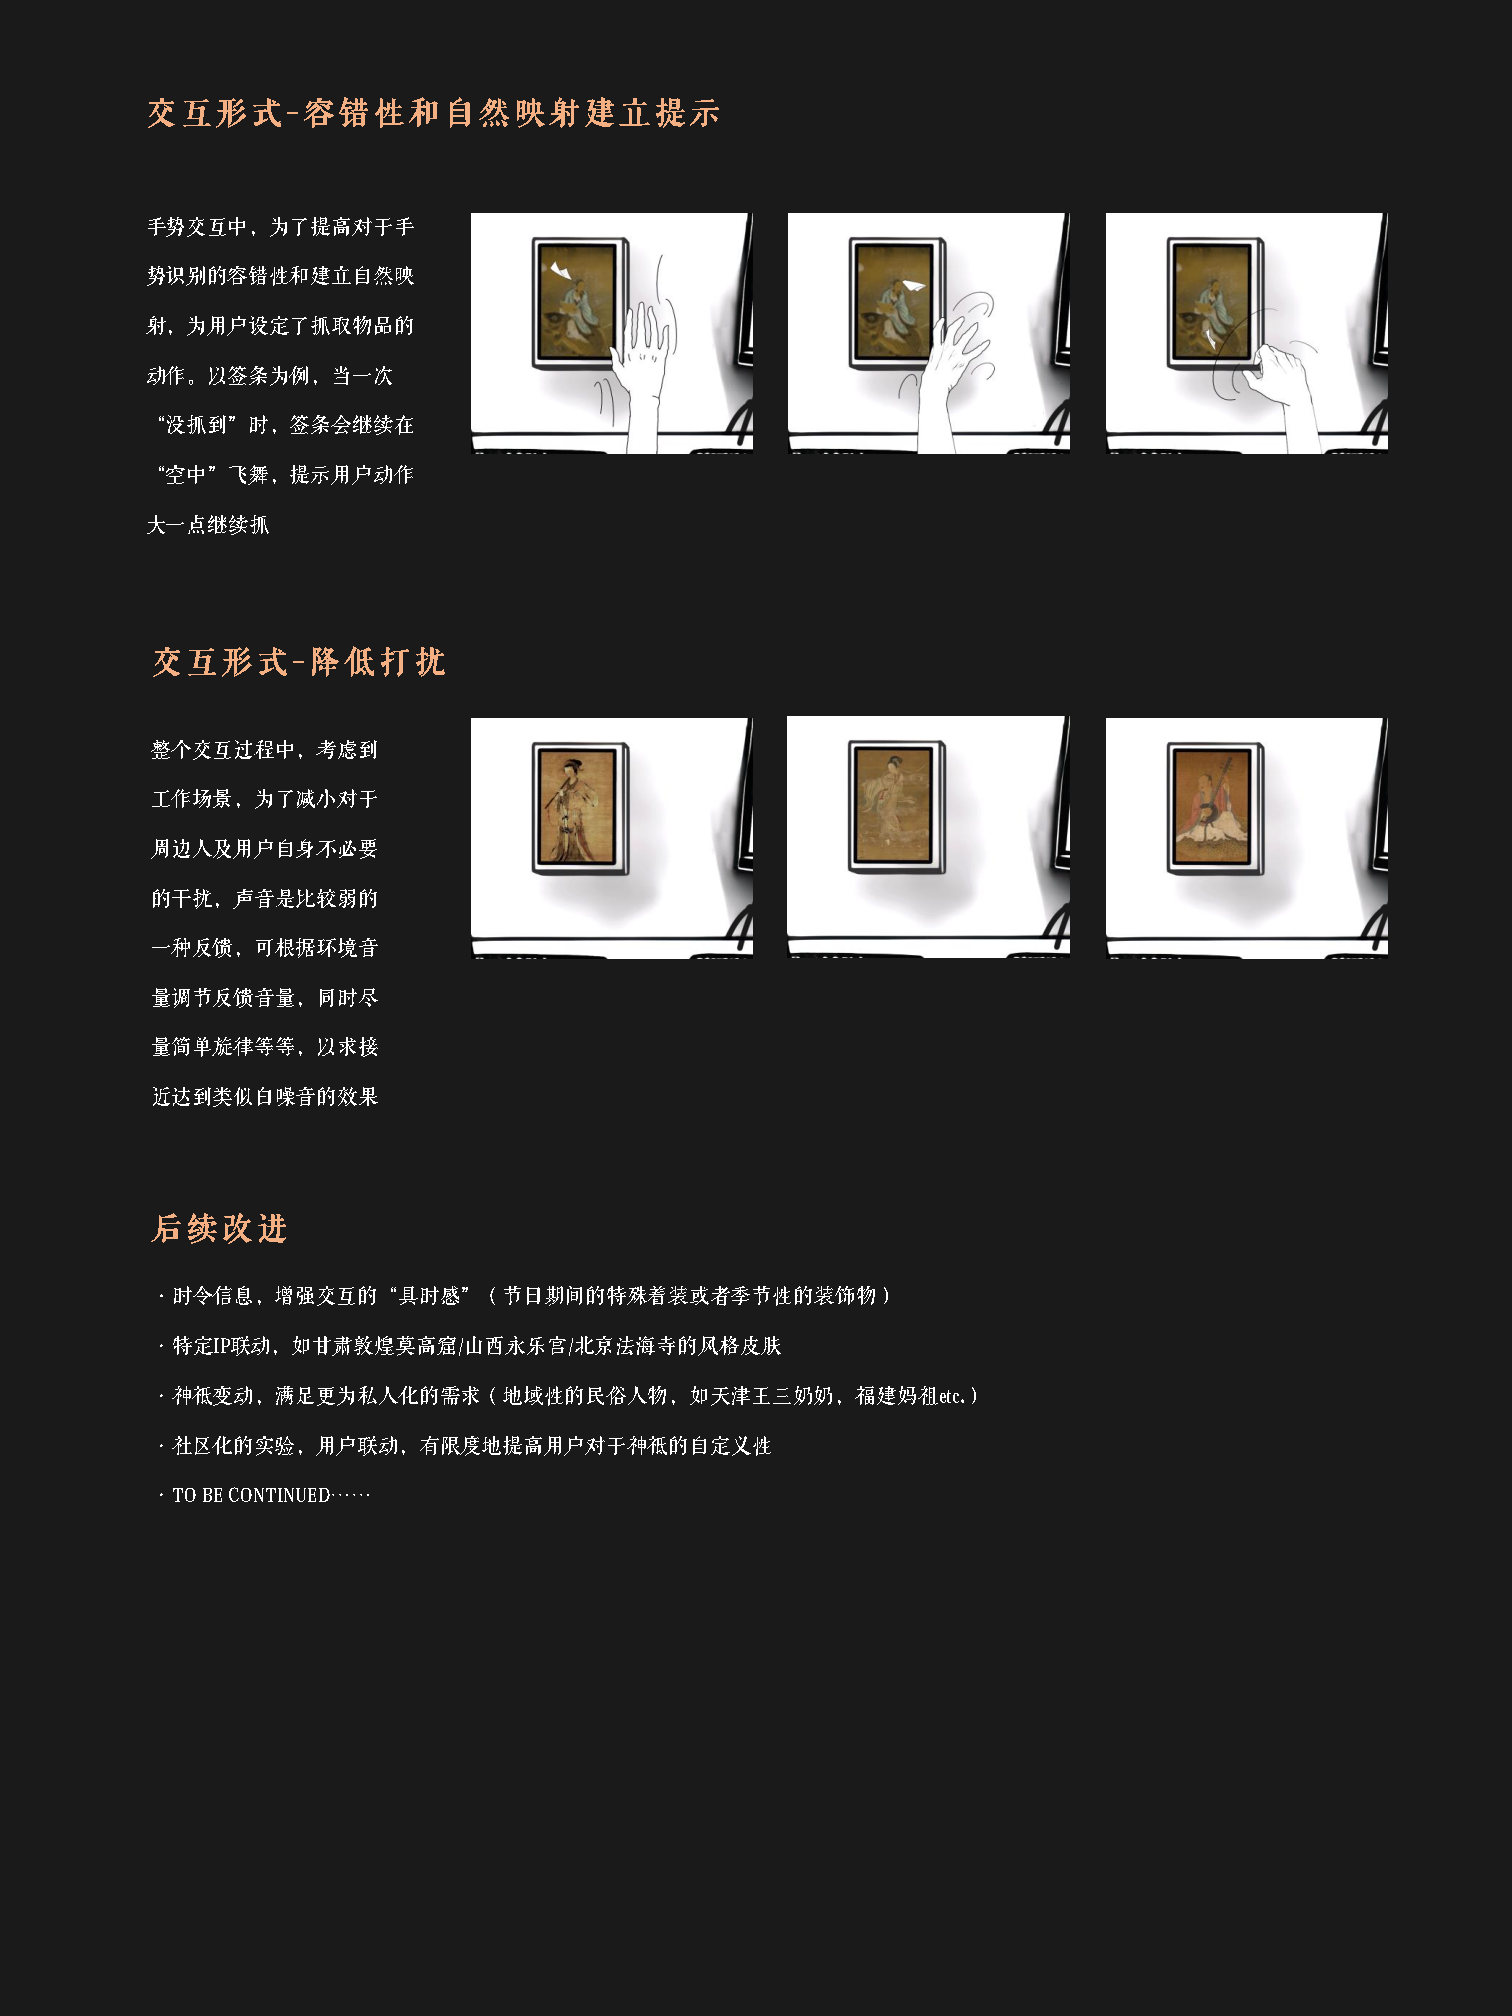 交互形式-容错性和自然映射建立提示
手势交互中，为了提高对于手
势识别的容错性和建立自然映
射，为用户设定了抓取物品的
动作。以签条为例，当一次
“没抓到”时，签条会继续在
“空中”飞舞，提示用户动作
大一点继续抓
交互形式-降低打扰
整个交互过程中，考虑到
工作场景，为了减小对于
周边人及用户自身不必要
的干扰，声音是比较弱的
一种反馈，可根据环境音
量调节反馈音量，同时尽
量简单旋律等等，以求接
近达到类似白噪音的效果
后续改进
·时令信息，增强交互的“具时感”（节日期间的特殊着装或者季节性的装饰物）
·特定IP联动，如甘肃敦煌莫高窟/山西永乐宫/北京法海寺的风格皮肤
·神祇变动，满足更为私人化的需求（地域性的民俗人物，如天津王三奶奶，福建妈祖etc.）
·社区化的实验，用户联动，有限度地提高用户对于神祇的自定义性
·TO BE CONTINUED······